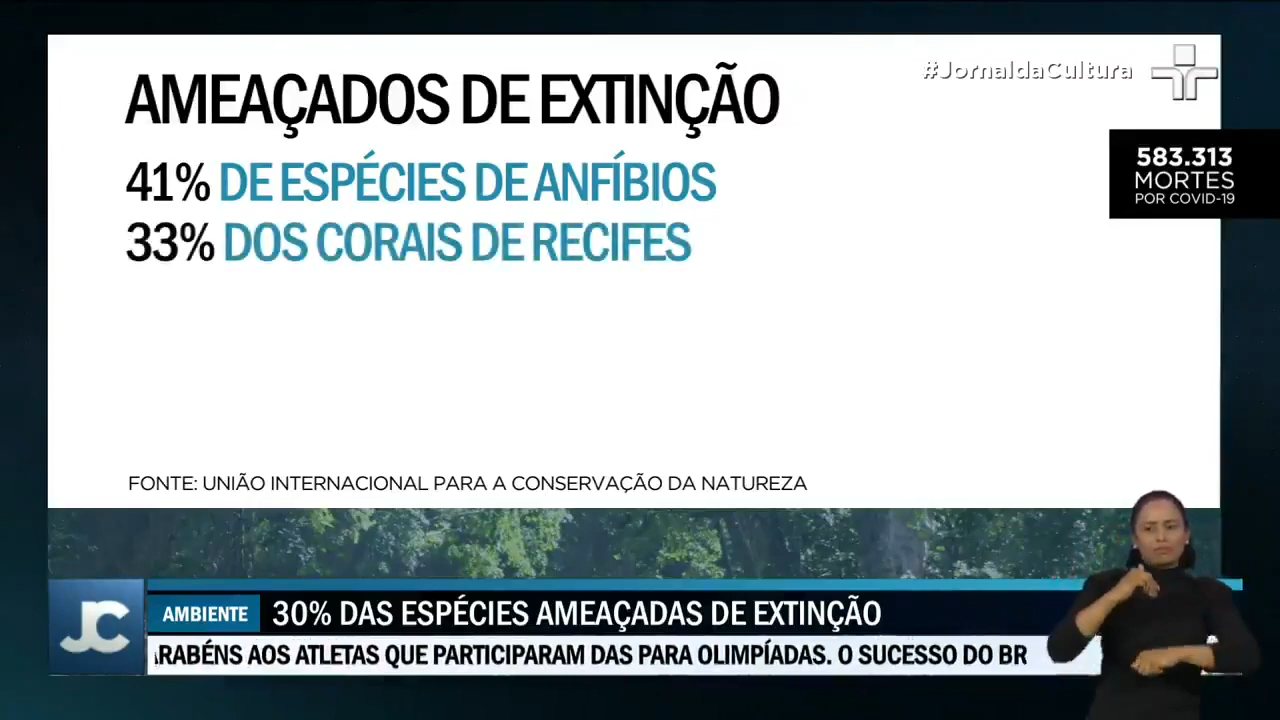 AMEAÇADOS DE EXTINÇÃO
41% DE ESPÉCIES DE ANFÍBIOS
33% DOS CORAIS DE RECIFES
FONTE: UNIÃO INTERNACIONAL PARA A CONSERVAÇÃO DA NATUREZA
#JornaldaCultura
583.313
MORTES
POR COVID-19
JC
AMBIENTE
30% DAS ESPÉCIES AMEAÇADAS DE EXTINÇÃO
ARABÉNS AOS ATLETAS QUE PARTICIPARAM DAS PARA OLIMPÍADAS. O SUCESSO DO BR